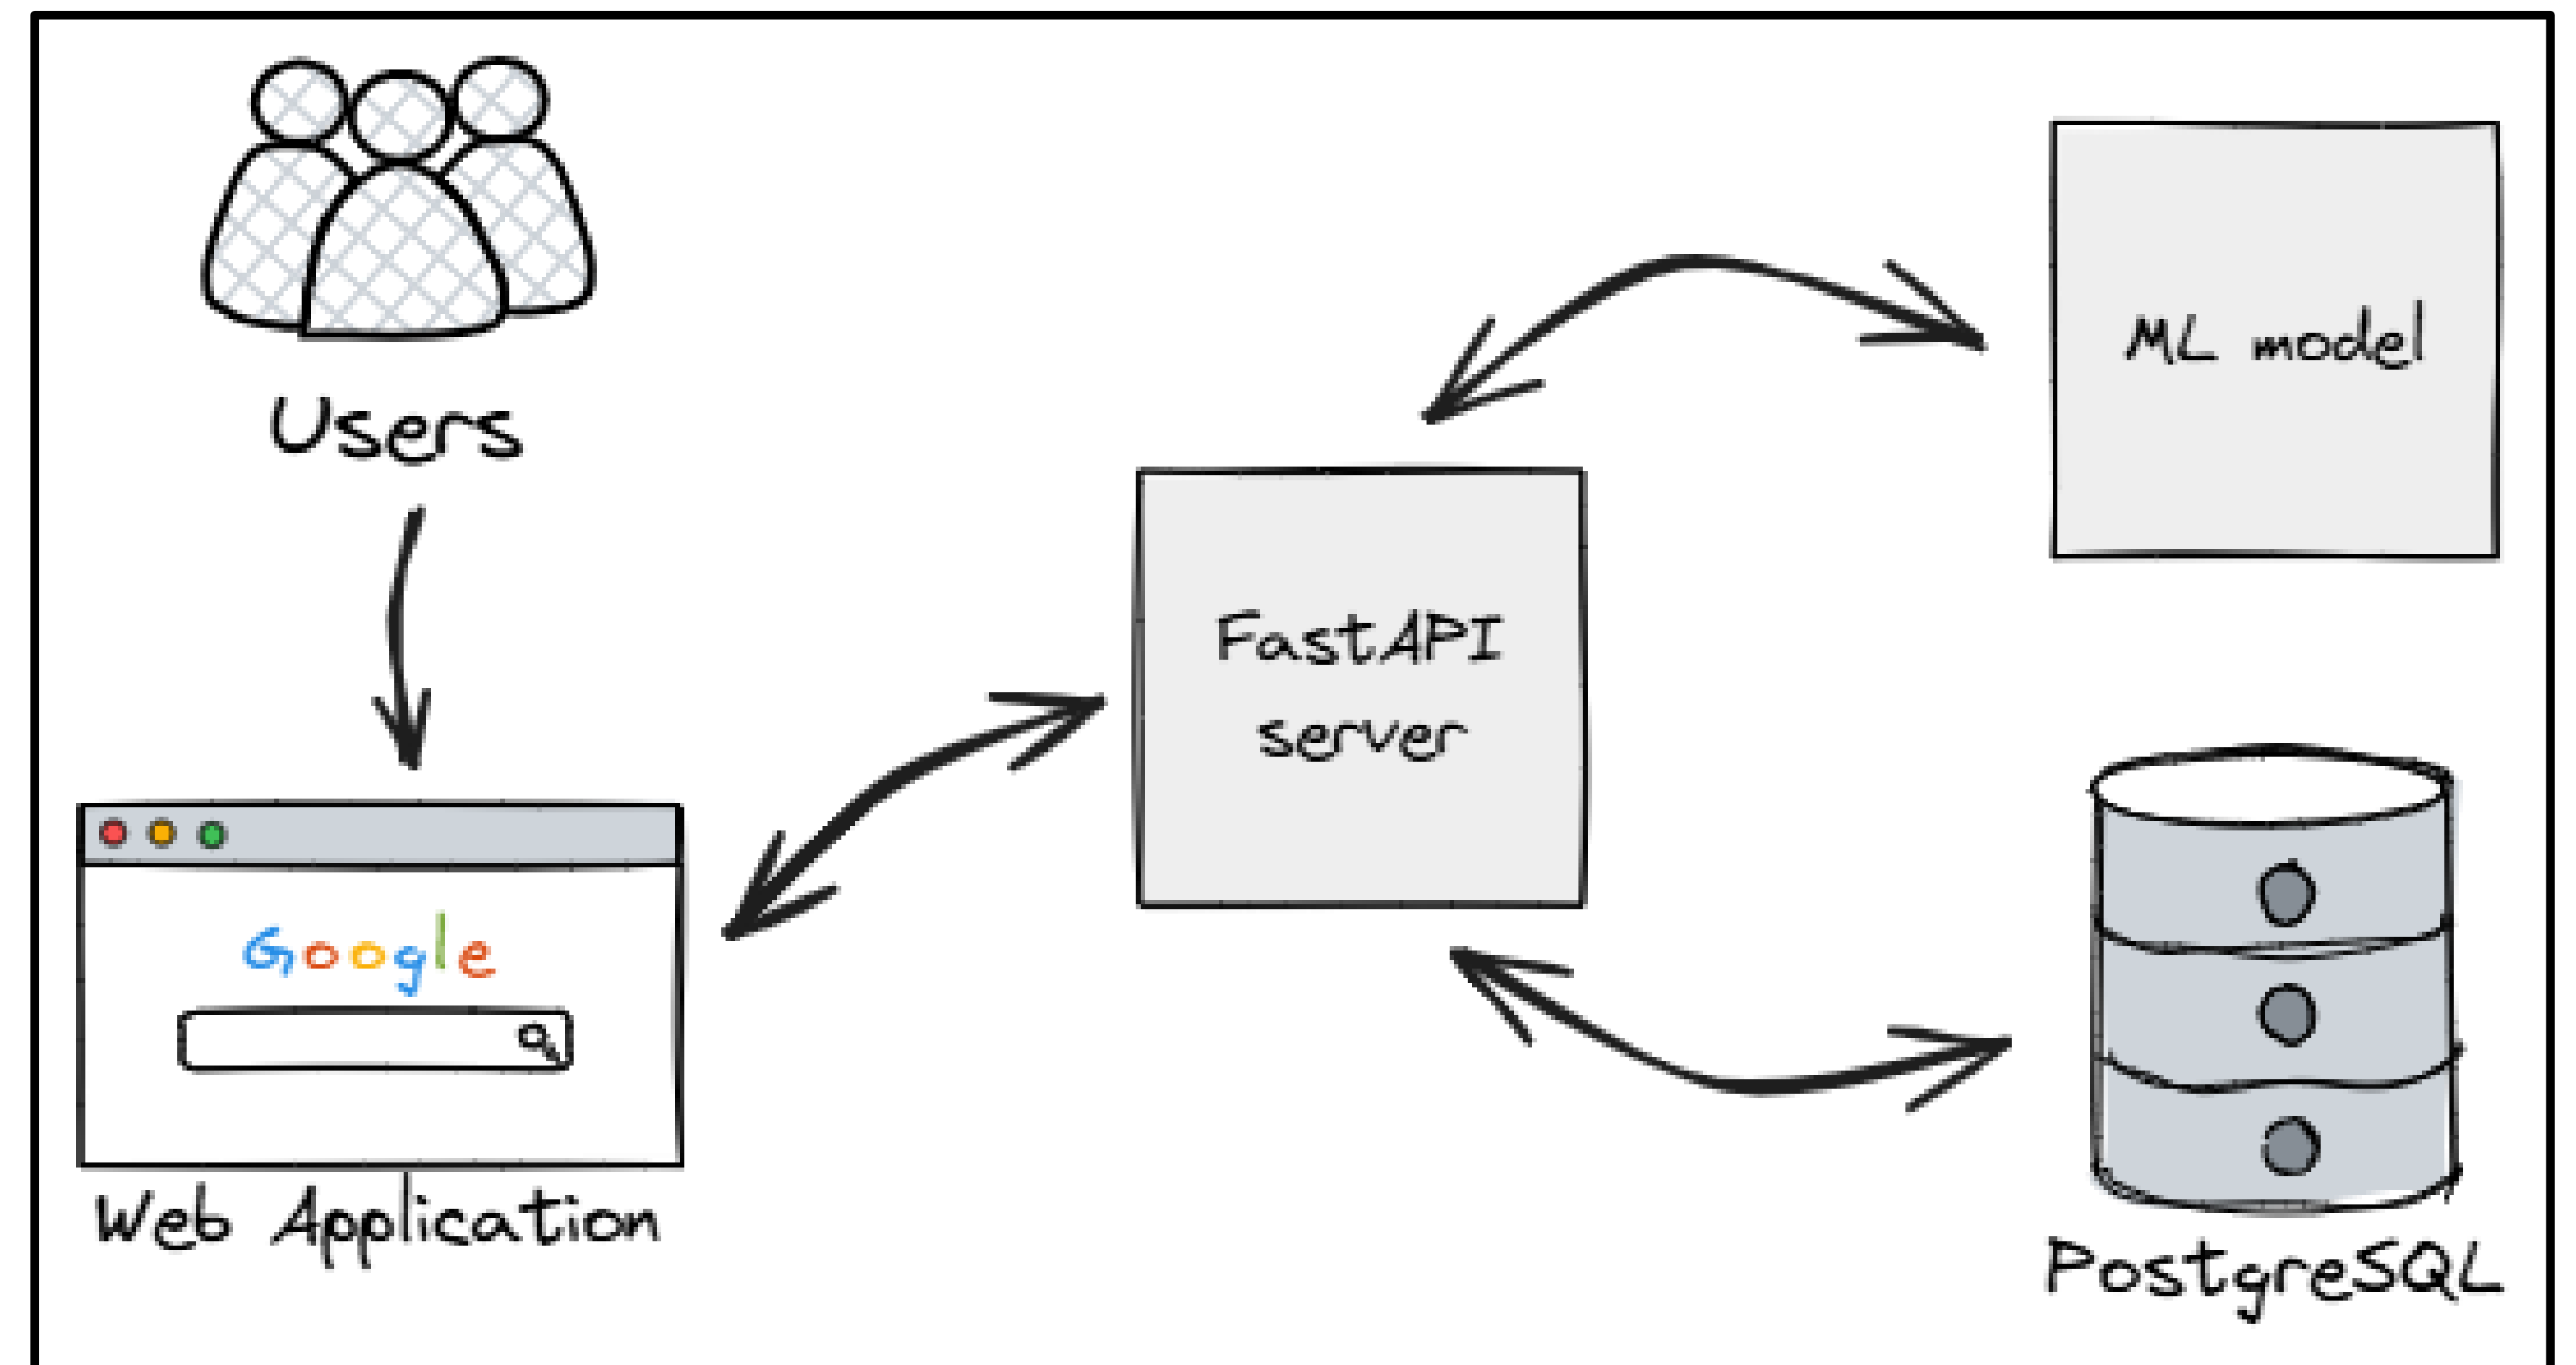 Users
ML model
FastAPI
server
Google
Web Application
PostgreSQL